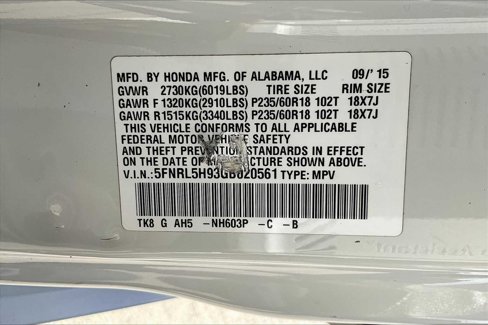 MFD. BY HONDA MFG. OF ALABAMA, LLC 09/'15
GVWR 2730KG(6019LBS) TIRE SIZE RIM SIZE
GAWR F 1320KG(2910LBS) P235/60R18 102T 18X7J
GAWR R1515KG(3340LBS) P235/60R18 102T 18X7J
THIS VEHICLE CONFORMS TO ALL APPLICABLE
FEDERAL MOTOR VEHICLE SAFETY
AND THEFT PREVENTION STANDARDS IN EFFECT
ON THE DATE OF MANUFACTURE SHOWN ABOVE.
V.I.N.: TYPE: MPV
TK8 G AH5 -NH603P -C -B